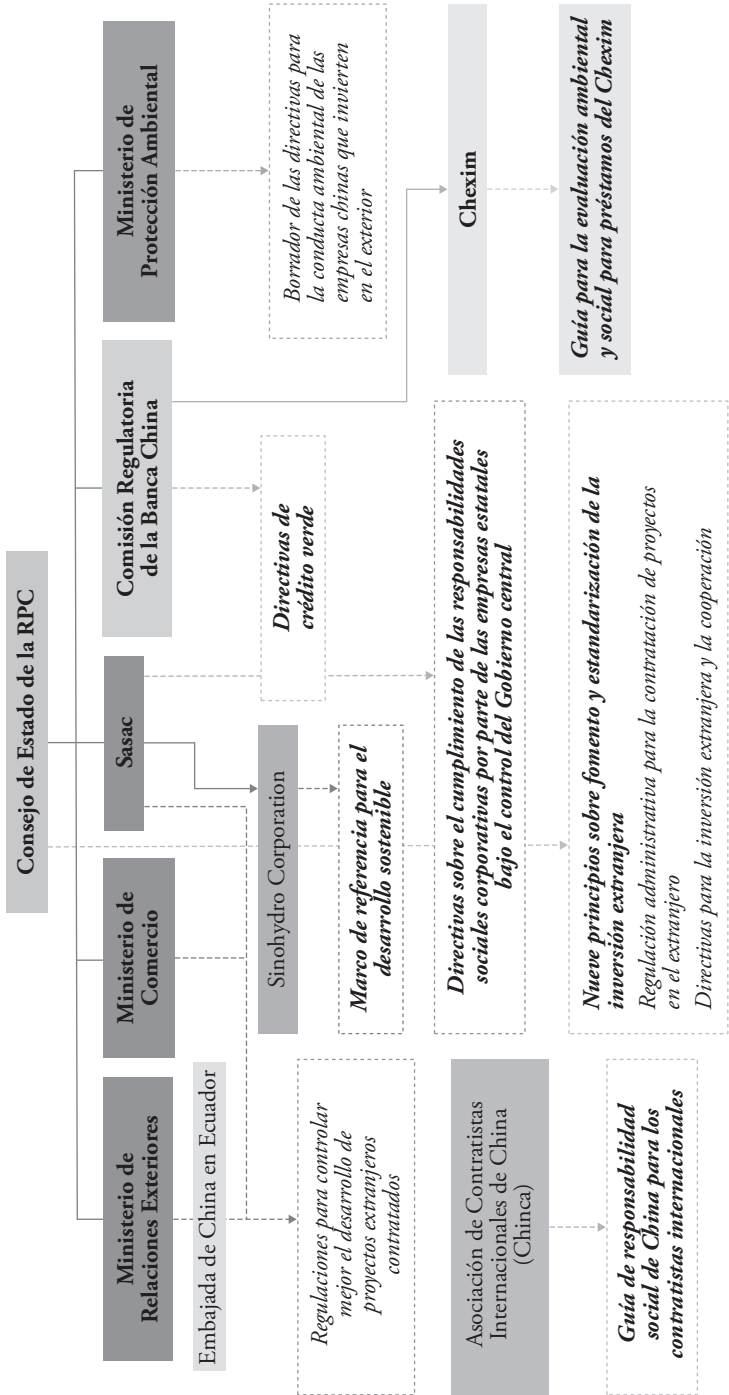 Consejo de Estado de la RPC
Ministerio de
Relaciones Exteriores
Embajada de China en Ecuador
Ministerio de
Comercio
Sasac
Comisión Regulatoria
de la Banca China
Ministerio de
Protección Ambiental
Regulaciones para controlar
mejor el desarrollo de
proyectos extranjeros
contratados
Sinohydro Corporation
Marco de referencia para el
desarrollo sostenible
Directivas de
crédito verde
Borrador de las directivas para
la conducta ambiental de las
empresas chinas que invierten
en el exterior
Directivas sobre el cumplimiento de las responsabilidades
sociales corporativas por parte de las empresas estatales
bajo el control del Gobierno central
Chexim
Asociación de Contratistas
Internacionales de China
(Chinca)
Guía de responsabilidad
social de China para los
contratistas internacionales
Nueve principios sobre fomento y estandarización de la
inversión extranjera
Regulación administrativa para la contratación de proyectos
en el extranjero
Directivas para la inversión extranjera y la cooperación
Guía para la evaluación ambiental
y social para préstamos del Chexim